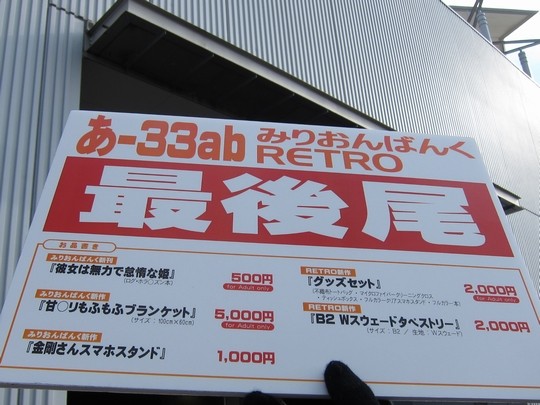 あ-33ab みりおんばんく
RETRO
最後尾
お品書き
みりおんばんく新刊
『彼女は無力で怠惰な姫』
500円
for Adult only
みりおんばんく新作
『甘○リもふもふブランケット』
(サイズ：100cm×80cm)
5,000円
for Adult only
みりおんばんく新作
『金剛さんスマホスタンド』
1,000円
RETRO新作
『グッズセット』
2,000円
for Adult only
RETRO新作
『B2 Wスウェードタペストリー』
(サイズ：B2 / 生地：Wスウェード)
2,000円